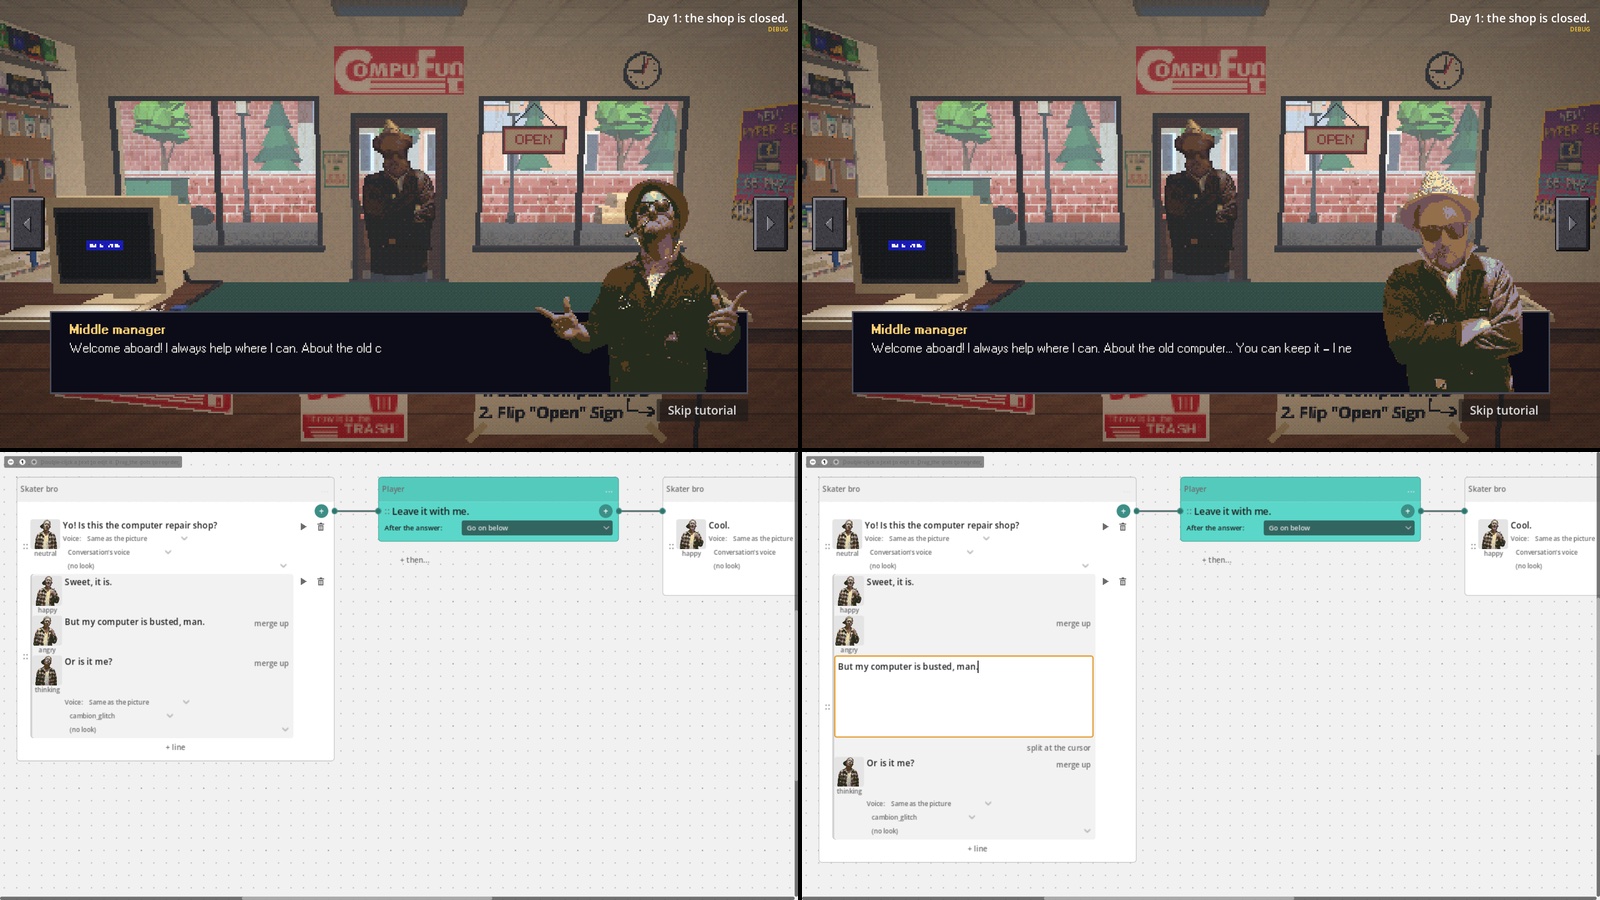 Day 1: the shop is closed.
DEBUG
COMPUFUN
OPEN
Middle manager
Welcome aboard! I always help where I can. About the old c
TRASH
2. Flip "Open" Sign
Skip tutorial
Day 1: the shop is closed.
DEBUG
COMPUFUN
OPEN
Middle manager
Welcome aboard! I always help where I can. About the old computer... You can keep it – I ne
TRASH
2. Flip "Open" Sign
Skip tutorial
Skater bro
Yo! Is this the computer repair shop?
neutral
Voice: Same as the picture
Conversation's voice
(no look)
Sweet, it is.
happy
But my computer is busted, man.
merge up
angry
Or is it me?
merge up
thinking
Voice: Same as the picture
cambion_glitch
(no look)
+ line
Player
...
Leave it with me.
After the answer: Go on below
+ then...
Skater bro
Cool.
happy
Voice: Same as the picture
Conversation's voice
(no look)
Skater bro
Yo! Is this the computer repair shop?
neutral
Voice: Same as the picture
Conversation's voice
(no look)
Sweet, it is.
happy
merge up
angry
But my computer is busted, man.
split at the cursor
Or is it me?
merge up
thinking
Voice: Same as the picture
cambion_glitch
(no look)
+ line
Player
...
Leave it with me.
After the answer: Go on below
+ then...
Skater bro
Cool.
happy
Voice: Same as the picture
Conversation's voice
(no look)